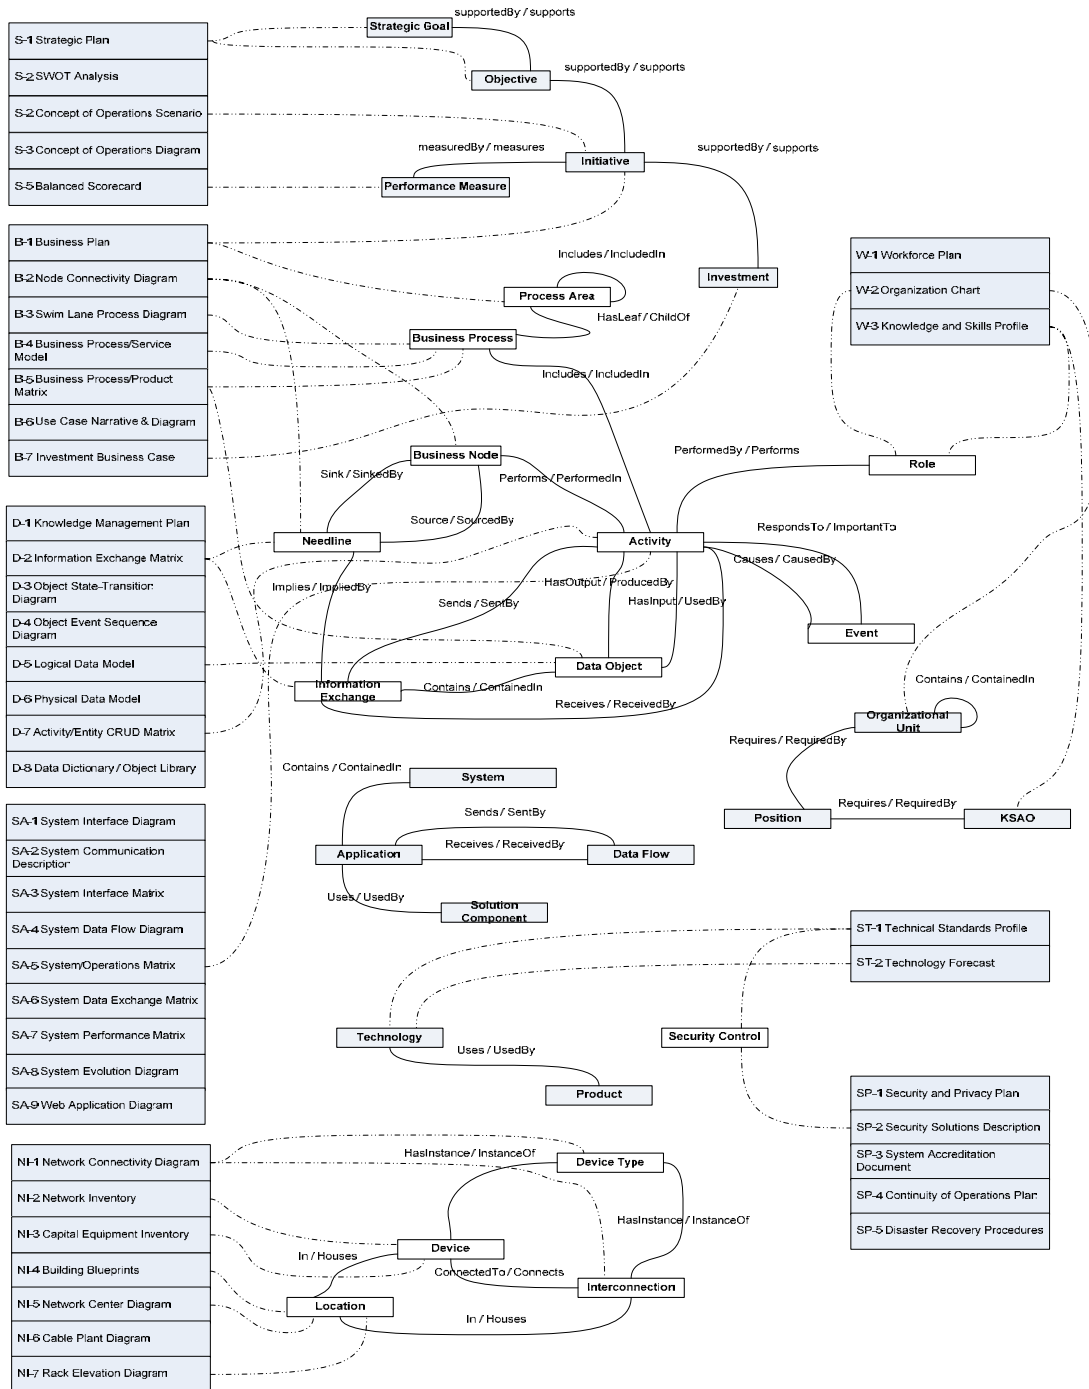 supportedBy / supports
Strategic Goal
S-1 Strategic Plan
S-2 SWOT Analysis
S-2 Concept of Operations Scenario
S-3 Concept of Operations Diagram
S-5 Balanced Scorecard
Objective
supportedBy / supports
measuredBy / measures
Initiative
supportedBy / supports
Performance Measure
B-1 Business Plan
B-2 Node Connectivity Diagram
B-3 Swim Lane Process Diagram
B-4 Business Process/Service
Model
B-5 Business Process/Product
Matrix
B-6 Use Case Narrative & Diagram
B-7 Investment Business Case
Includes / IncludedIn
Investment
Process Area
HasLeaf / ChildOf
Business Process
Includes / IncludedIn
W-1 Workforce Plan
W-2 Organization Chart
W-3 Knowledge and Skills Profile
Business Node
Sink / SinkedBy
Performs / PerformedIn
PerformedBy / Performs
Role
Source / SourcedBy
RespondsTo / ImportantTo
Needline
Activity
Causes / CausedBy
Implies / ImpliedBy
HasOutput / ProducedBy
Sends / SentBy
HasInput / UsedBy
Event
Data Object
Information
Exchange
Contains / ContainedIn
Receives / ReceivedBy
D-1 Knowledge Management Plan
D-2 Information Exchange Matrix
D-3 Object State-Transition
Diagram
D-4 Object Event Sequence
Diagram
D-5 Logical Data Model
D-6 Physical Data Model
D-7 Activity/Entity CRUD Matrix
D-8 Data Dictionary / Object Library
Contains / ContainedIn
Organizational
Unit
Requires / RequiredBy
Requires / RequiredBy
Position
KSAO
Contains / ContainedIn
System
Sends / SentBy
Application
Receives / ReceivedBy
Data Flow
Uses / UsedBy
Solution
Component
SA-1 System Interface Diagram
SA-2 System Communication
Description
SA-3 System Interface Matrix
SA-4 System Data Flow Diagram
SA-5 System/Operations Matrix
SA-6 System Data Exchange Matrix
SA-7 System Performance Matrix
SA-8 System Evolution Diagram
SA-9 Web Application Diagram
ST-1 Technical Standards Profile
ST-2 Technology Forecast
Technology
Security Control
Uses / UsedBy
Product
SP-1 Security and Privacy Plan
SP-2 Security Solutions Description
SP-3 System Accreditation
Document
SP-4 Continuity of Operations Plan
SP-5 Disaster Recovery Procedures
NI-1 Network Connectivity Diagram
NI-2 Network Inventory
NI-3 Capital Equipment Inventory
NI-4 Building Blueprints
NI-5 Network Center Diagram
NI-6 Cable Plant Diagram
NI-7 Rack Elevation Diagram
HasInstance / InstanceOf
Device Type
HasInstance / InstanceOf
Device
In / Houses
ConnectedTo / Connects
Interconnection
Location
In / Houses